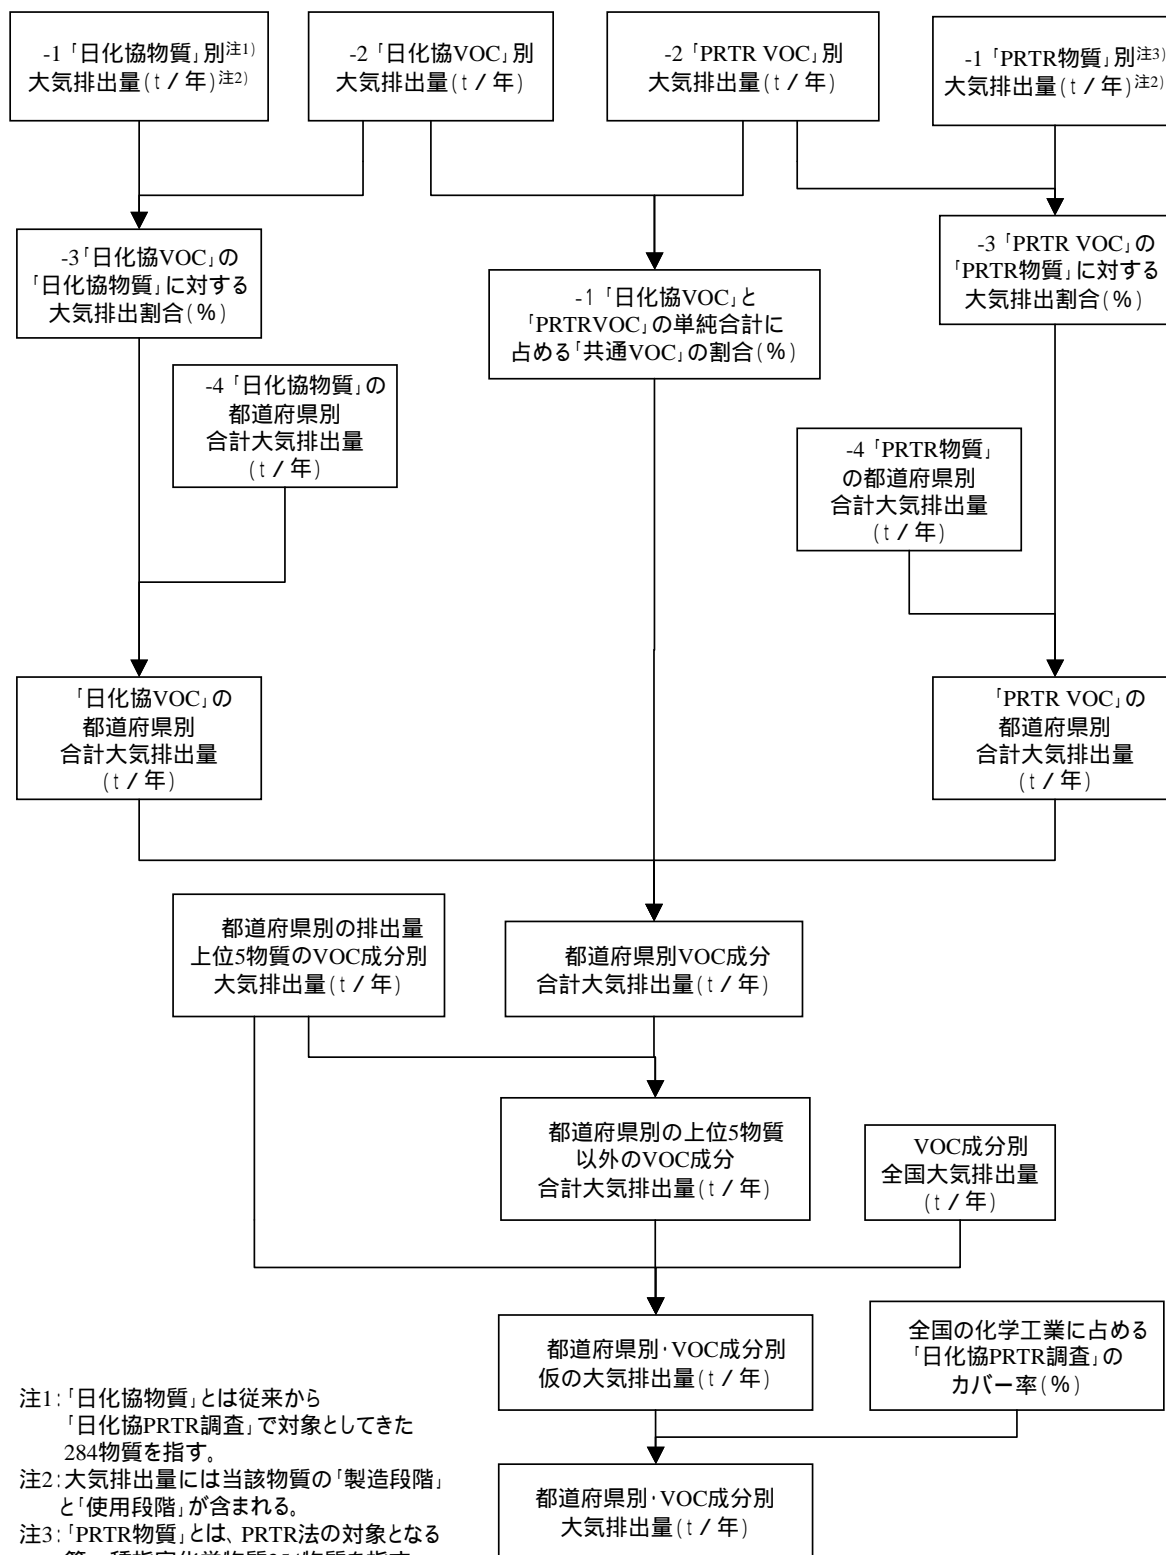 -1「日化協物質」別注1)
大気排出量(t/年)注2)
-2「日化協VOC」別
大気排出量(t/年)
-2「PRTR VOC」別
大気排出量(t/年)
-1「PRTR物質」別注3)
大気排出量(t/年)注2)
-3「日化協VOC」の
「日化協物質」に対する
大気排出割合(%)
-1「日化協VOC」と
「PRTRVOC」の単純合計に
占める「共通VOC」の割合(%)
-3「PRTR VOC」の
「PRTR物質」に対する
大気排出割合(%)
-4「日化協物質」の
都道府県別
合計大気排出量
(t/年)
-4「PRTR物質」
の都道府県別
合計大気排出量
(t/年)
「日化協VOC」の
都道府県別
合計大気排出量
(t/年)
「PRTR VOC」の
都道府県別
合計大気排出量
(t/年)
都道府県別の排出量
上位5物質のVOC成分別
大気排出量(t/年)
都道府県別VOC成分
合計大気排出量(t/年)
都道府県別の上位5物質
以外のVOC成分
合計大気排出量(t/年)
VOC成分別
全国大気排出量
(t/年)
都道府県別・VOC成分別
仮の大気排出量(t/年)
全国の化学工業に占める
「日化協PRTR調査」の
カバー率(%)
都道府県別・VOC成分別
大気排出量(t/年)
注1:「日化協物質」とは従来から
「日化協PRTR調査」で対象としてきた
284物質を指す。
注2:大気排出量には当該物質の「製造段階」
と「使用段階」が含まれる。
注3:「PRTR物質」とは、PRTR法の対象となる